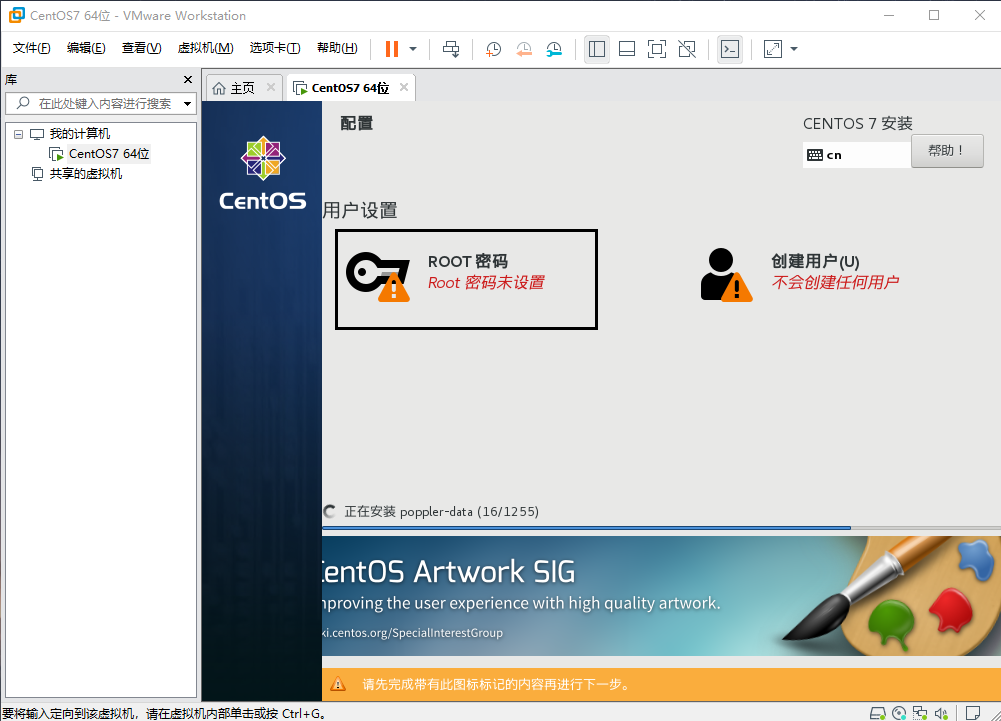 CentOS7 64位 - VMware Workstation
文件(F) 编辑(E) 查看(V) 虚拟机(M) 选项卡(T) 帮助(H)
库
在此处键入内容进行搜索
我的计算机
CentOS7 64位
共享的虚拟机
主页
CentOS7 64位
CentOS
配置
CENTOS 7 安装
cn
帮助！
用户设置
ROOT 密码
Root 密码未设置
创建用户(U)
不会创建任何用户
正在安装 poppler-data (16/1255)
CentOS Artwork SIG
mproving the user experience with high quality artwork.
ki.centos.org/SpecialInterestGroup
请先完成带有此图标标记的内容再进行下一步。
要将输入定向到该虚拟机，请在虚拟机内部单击或按 Ctrl+G。